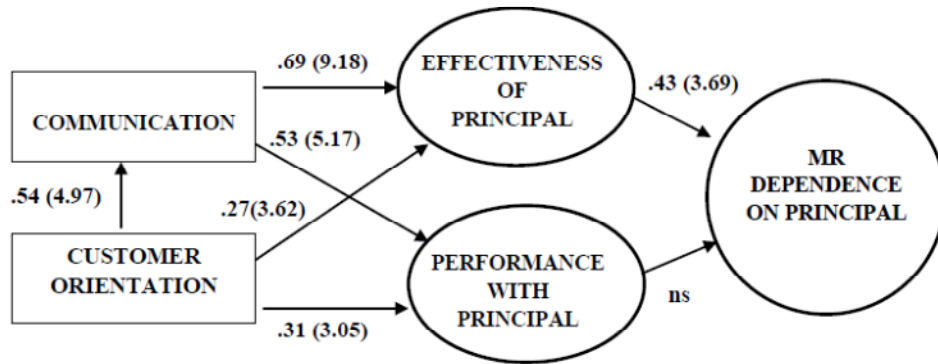 .69 (9.18)
EFFECTIVENESS
OF
PRINCIPAL
.43 (3.69)
COMMUNICATION
.53 (5.17)
MR
DEPENDENCE
ON PRINCIPAL
.54 (4.97)
.27(3.62)
CUSTOMER
ORIENTATION
PERFORMANCE
WITH
PRINCIPAL
ns
.31 (3.05)